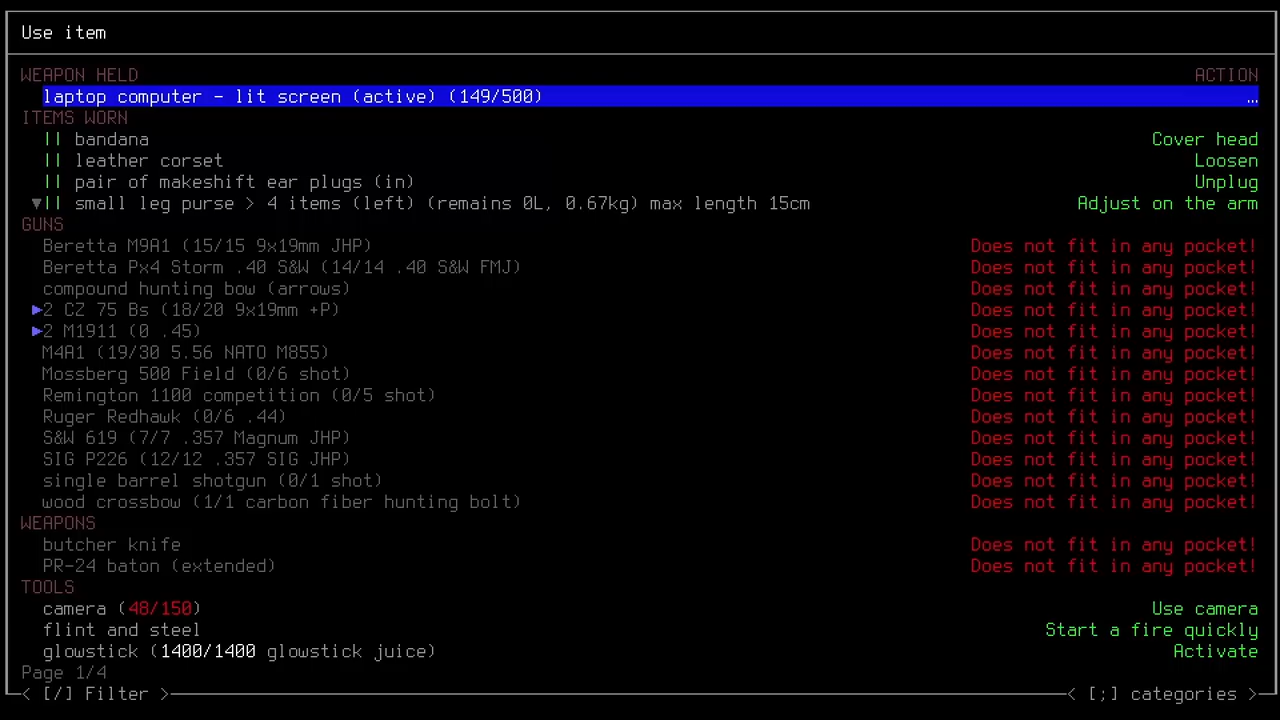 Use item
WEAPON HELD ACTION
laptop computer - lit screen (active) (149/500) …
ITEMS WORN
|| bandana Cover head
|| leather corset Loosen
|| pair of makeshift ear plugs (in) Unplug
▼|| small leg purse > 4 items (left) (remains 0L, 0.67kg) max length 15cm Adjust on the arm
GUNS
Beretta M9A1 (15/15 9x19mm JHP) Does not fit in any pocket!
Beretta Px4 Storm .40 S&W (14/14 .40 S&W FMJ) Does not fit in any pocket!
compound hunting bow (arrows) Does not fit in any pocket!
▶2 CZ 75 Bs (18/20 9x19mm +P) Does not fit in any pocket!
▶2 M1911 (0 .45) Does not fit in any pocket!
M4A1 (19/30 5.56 NATO M855) Does not fit in any pocket!
Mossberg 500 Field (0/6 shot) Does not fit in any pocket!
Remington 1100 competition (0/5 shot) Does not fit in any pocket!
Ruger Redhawk (0/6 .44) Does not fit in any pocket!
S&W 619 (7/7 .357 Magnum JHP) Does not fit in any pocket!
SIG P226 (12/12 .357 SIG JHP) Does not fit in any pocket!
single barrel shotgun (0/1 shot) Does not fit in any pocket!
wood crossbow (1/1 carbon fiber hunting bolt) Does not fit in any pocket!
WEAPONS
butcher knife Does not fit in any pocket!
PR-24 baton (extended) Does not fit in any pocket!
TOOLS
camera (48/150) Use camera
flint and steel Start a fire quickly
glowstick (1400/1400 glowstick juice) Activate
Page 1/4
< [/] Filter > < [;] categories >